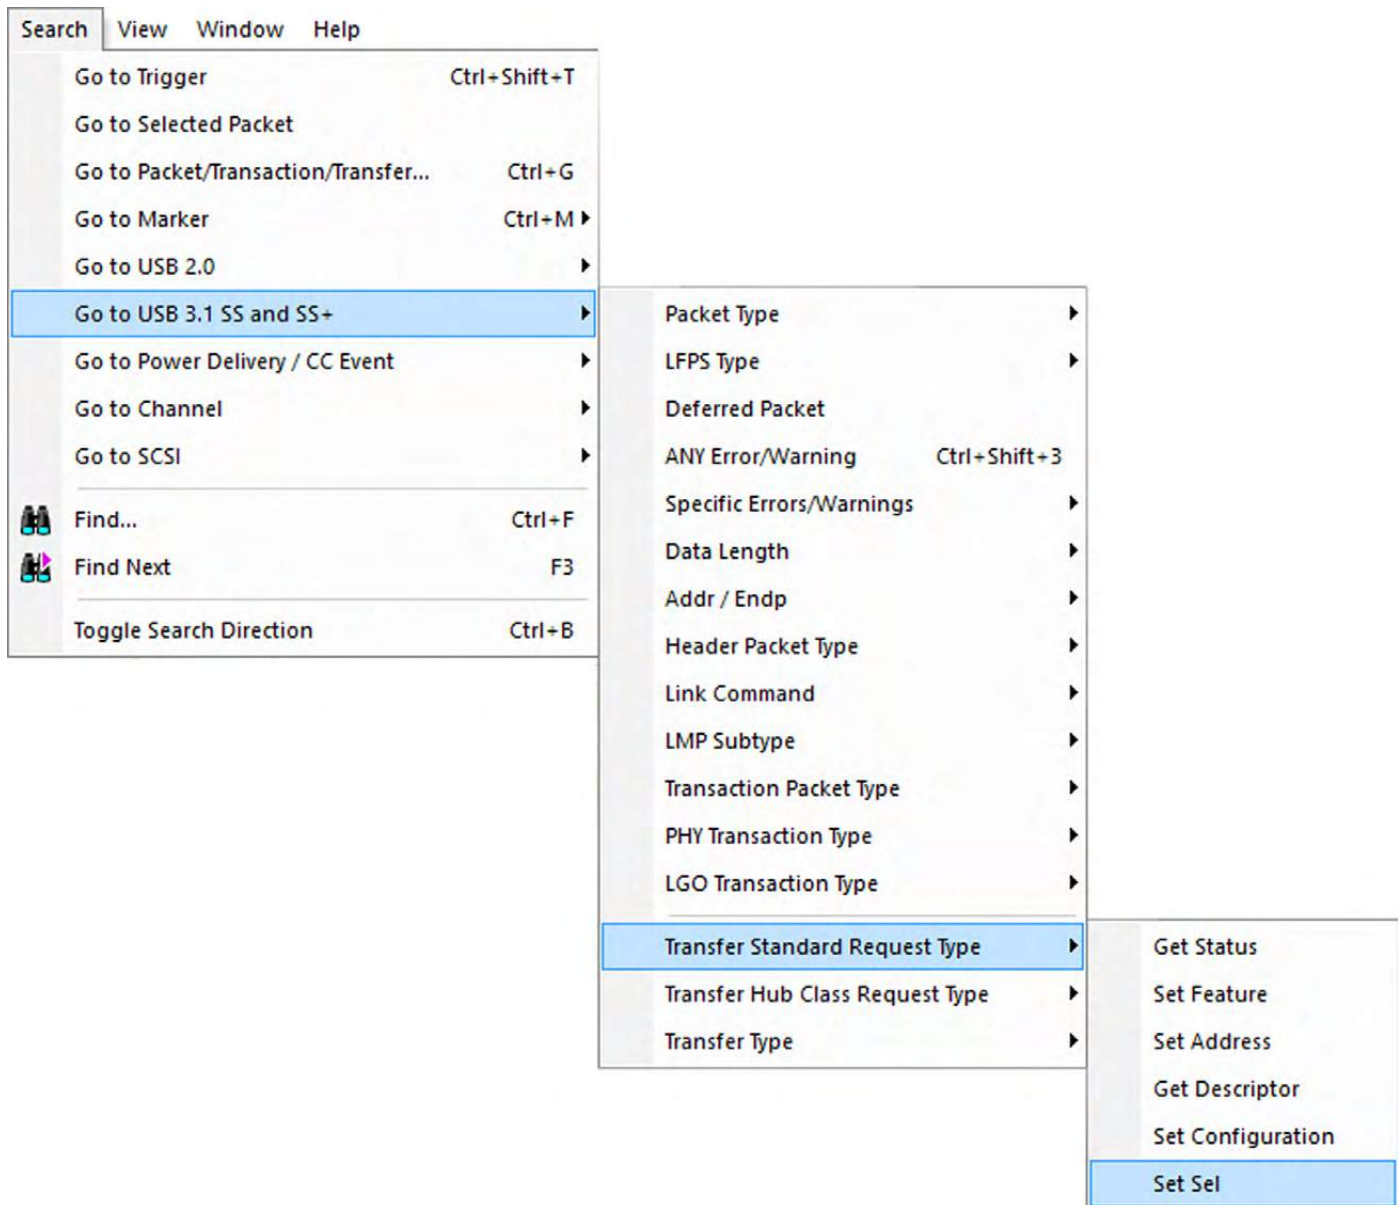 Search View Window Help
Go to Trigger Ctrl+Shift+T
Go to Selected Packet
Go to Packet/Transaction/Transfer... Ctrl+G
Go to Marker Ctrl+M
Go to USB 2.0
Go to USB 3.1 SS and SS+
Go to Power Delivery / CC Event
Go to Channel
Go to SCSI
Find... Ctrl+F
Find Next F3
Toggle Search Direction Ctrl+B
Packet Type
LFPS Type
Deferred Packet
ANY Error/Warning Ctrl+Shift+3
Specific Errors/Warnings
Data Length
Addr / Endp
Header Packet Type
Link Command
LMP Subtype
Transaction Packet Type
PHY Transaction Type
LGO Transaction Type
Transfer Standard Request Type
Transfer Hub Class Request Type
Transfer Type
Get Status
Set Feature
Set Address
Get Descriptor
Set Configuration
Set Sel